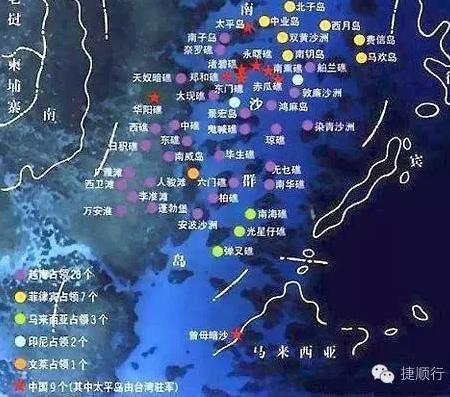 老挝
柬埔寨
南
南
沙
群
岛
宾
马来西亚
北子岛
太平岛
中业岛
西月岛
南子岛
双黄沙洲
费信岛
奈罗礁
永暑礁
南钥岛
马欢岛
渚碧礁
南薰礁
船兰礁
天奴暗礁
郑和礁
东门礁
赤瓜礁
敦廉沙洲
大现礁
华阳礁
景宏岛
鸿麻岛
西礁
中礁
鬼喊礁
染青沙洲
日积礁
东礁
琼礁
南威岛
毕生礁
广雅滩
无乜礁
西卫滩
人骏滩
六门礁
南华礁
李准滩
柏礁
万安滩
蓬勃堡
南海礁
安波沙洲
光星仔礁
弹叉礁
曾母暗沙
越南占领28个
菲律宾占领7个
马来西亚占领3个
印尼占领2个
文莱占领1个
中国9个(其中太平岛由台湾驻军)
捷顺行